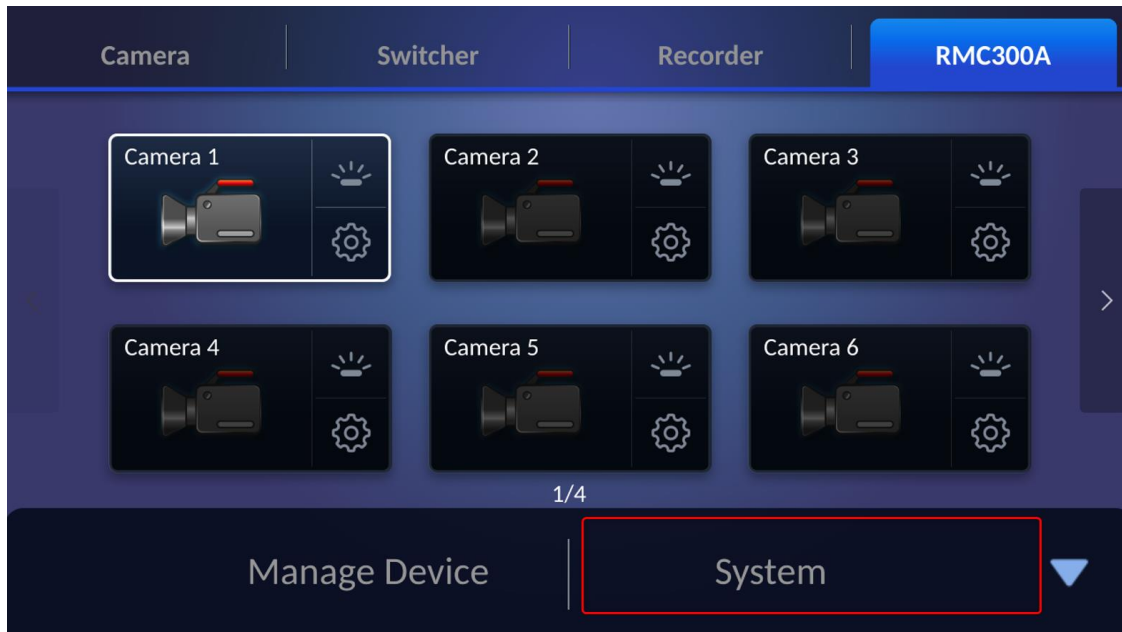 Camera
Switcher
Recorder
RMC300A
Camera 1
Camera 2
Camera 3
Camera 4
Camera 5
Camera 6
1/4
Manage Device
System